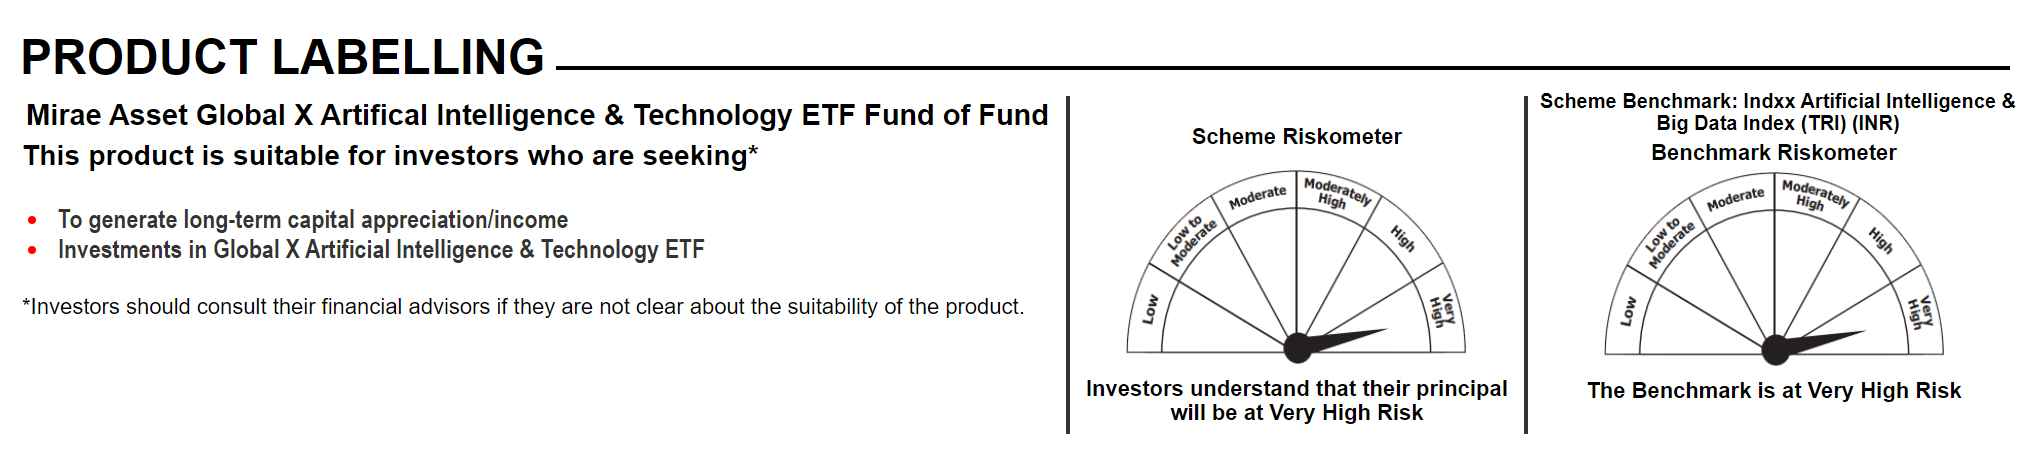 PRODUCT LABELLING
Mirae Asset Global X Artifical Intelligence & Technology ETF Fund of Fund
This product is suitable for investors who are seeking*
• To generate long-term capital appreciation/income
• Investments in Global X Artificial Intelligence & Technology ETF
*Investors should consult their financial advisors if they are not clear about the suitability of the product.
Scheme Riskometer
Low
Low to
Moderate
Moderate
Moderately
High
High
Very
High
Investors understand that their principal
will be at Very High Risk
Scheme Benchmark: Indxx Artificial Intelligence &
Big Data Index (TRI) (INR)
Benchmark Riskometer
Low
Low to
Moderate
Moderate
Moderately
High
High
Very
High
The Benchmark is at Very High Risk